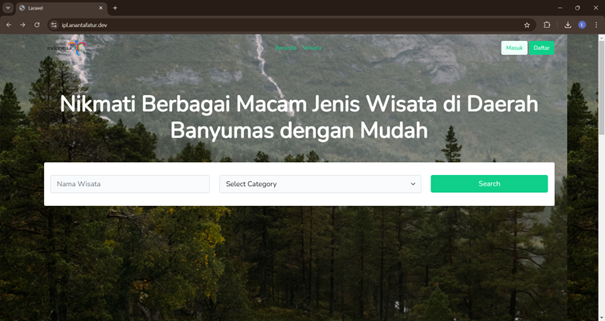 Laravel
ipl.anantafatur.dev
Beranda Wisata
Masuk
Daftar
Nikmati Berbagai Macam Jenis Wisata di Daerah
Banyumas dengan Mudah
Nama Wisata
Select Category
Search